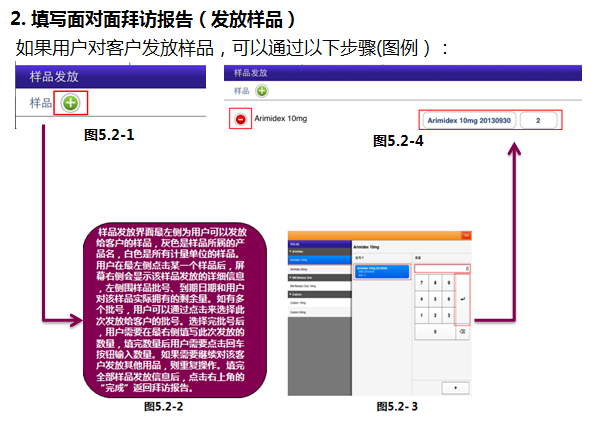 2. 填写面对面拜访报告（发放样品）
如果用户对客户发放样品，可以通过以下步骤(图例）：
样品发放
样品
图5.2-1
样品发放
样品
Arimidex 10mg
Arimidex 10mg 20130930
2
图5.2-4
样品发放界面最左侧为用户可以发放
给客户的样品，灰色是样品所属的产
品名，白色是所有计量单位的样品。
用户在最左侧点击某一个样品后，屏
幕右侧会显示该样品发放的详细信息
，左侧围样品批号、到期日期和用户
对该样品实际拥有的剩余量。如有多
个批号，用户可以通过点击来选择此
次发放给客户的批号。选择完批号后
，用户需要在最右侧填写此次发放的
数量，填完数量后用户需要点击回车
按钮输入数量。如果需要继续对该客
户发放其他用品，则重复操作。填完
全部样品发放信息后，点击右上角的
“完成”返回拜访报告。
图5.2-2
Arimidex 10mg
0
7 8 9
4 5 6
1 2 3
0
图5.2- 3